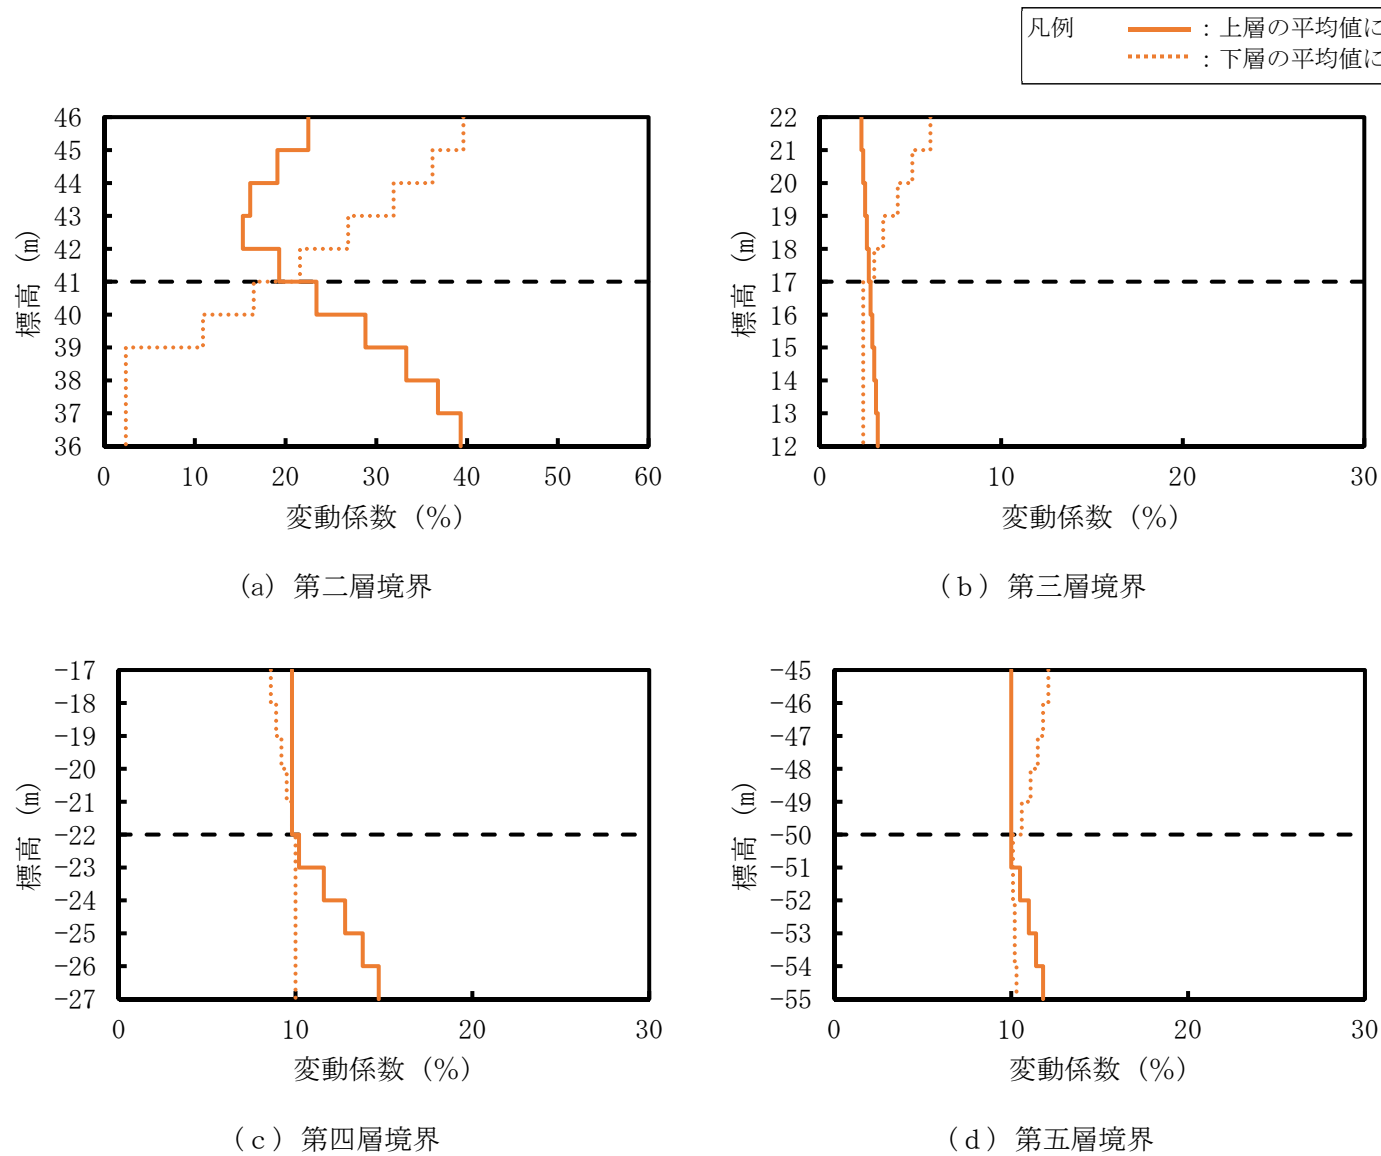 凡例 : 上層の平均値に
: 下層の平均値に
46
45
44
43
42
41
40
39
38
37
36
標高 (m)
0 10 20 30 40 50 60
変動係数 (%)
(a) 第二層境界
22
21
20
19
18
17
16
15
14
13
12
標高 (m)
0 10 20 30
変動係数 (%)
(b) 第三層境界
-17
-18
-19
-20
-21
-22
-23
-24
-25
-26
-27
標高 (m)
0 10 20 30
変動係数 (%)
(c) 第四層境界
-45
-46
-47
-48
-49
-50
-51
-52
-53
-54
-55
標高 (m)
0 10 20 30
変動係数 (%)
(d) 第五層境界